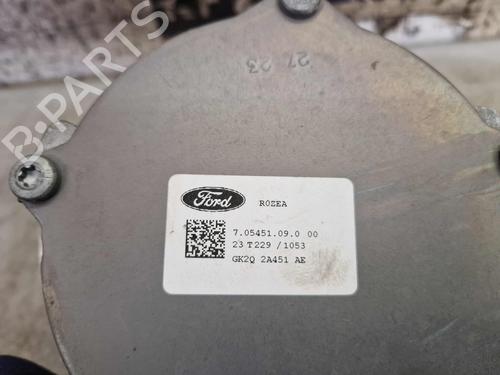 B-PARTS
27 23
Ford
R0ZEA
7.05451.09.0 00
23 T229 / 1053
GK2Q 2A451 AE